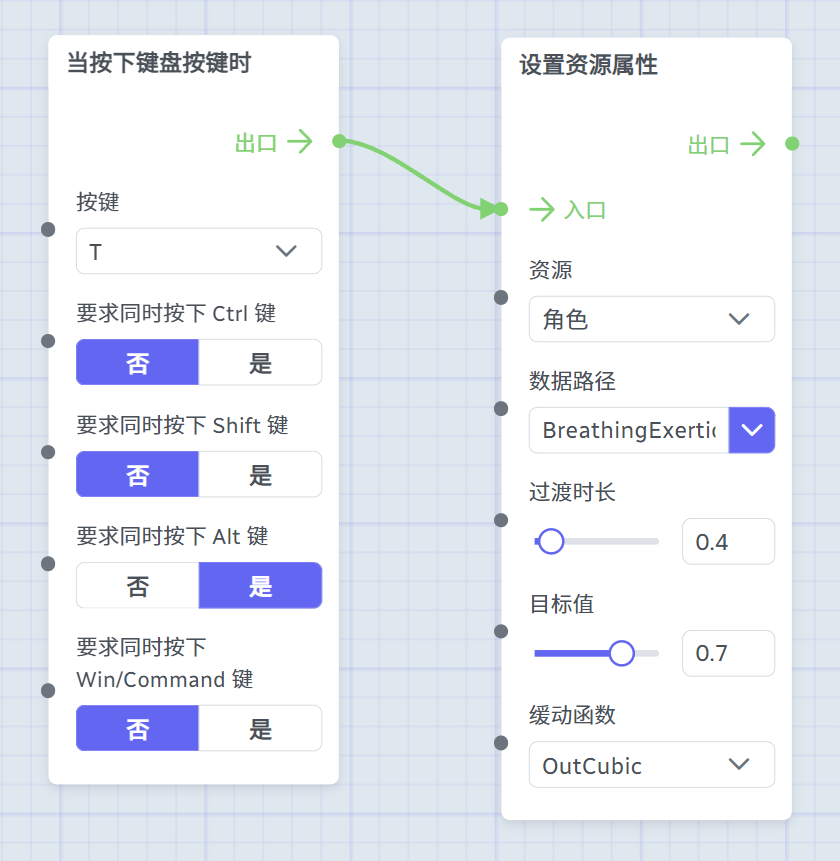 当按下键盘按键时
出口
按键
T
要求同时按下 Ctrl 键
否 是
要求同时按下 Shift 键
否 是
要求同时按下 Alt 键
否 是
要求同时按下
Win/Command 键
否 是
设置资源属性
出口
入口
资源
角色
数据路径
BreathingExertic
过渡时长
0.4
目标值
0.7
缓动函数
OutCubic